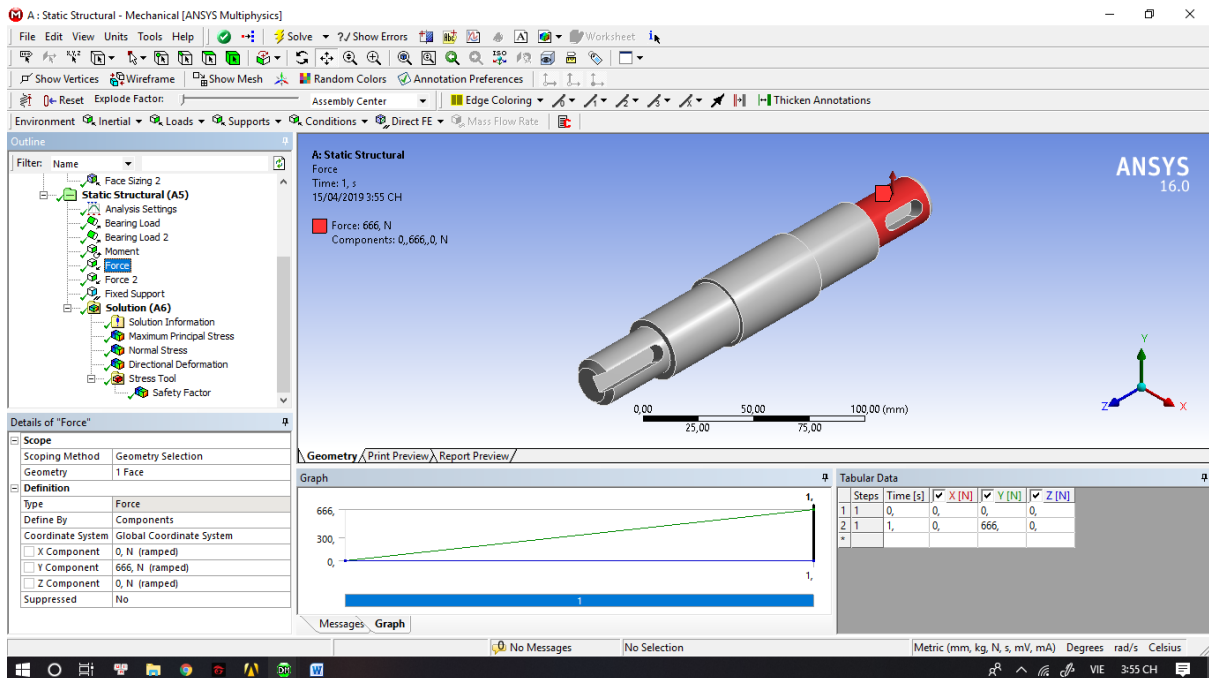 A : Static Structural - Mechanical [ANSYS Multiphysics]
File Edit View Units Tools Help Solve ?/ Show Errors Worksheet
Show Vertices Wireframe Show Mesh Random Colors Annotation Preferences
Reset Explode Factor: Assembly Center Edge Coloring Thicken Annotations
Environment Inertial Loads Supports Conditions Direct FE Mass Flow Rate
Outline
Filter: Name
Face Sizing 2
Static Structural (A5)
Analysis Settings
Bearing Load
Bearing Load 2
Moment
Force
Force 2
Fixed Support
Solution (A6)
Solution Information
Maximum Principal Stress
Normal Stress
Directional Deformation
Stress Tool
Safety Factor
Details of "Force"
Scope
Scoping Method Geometry Selection
Geometry 1 Face
Definition
Type Force
Define By Components
Coordinate System Global Coordinate System
X Component 0, N (ramped)
Y Component 666, N (ramped)
Z Component 0, N (ramped)
Suppressed No
A: Static Structural
Force
Time: 1, s
15/04/2019 3:55 CH
Force: 666, N
Components: 0,,666,,0, N
ANSYS
16.0
Y
Z X
0,00 50,00 100,00 (mm)
25,00 75,00
Geometry Print Preview Report Preview
Graph
1,
666,
300,
0,
1,
1
Messages Graph
Tabular Data
Steps Time [s] X [N] Y [N] Z [N]
1 1 0, 0, 0, 0,
2 1 1, 0, 666, 0,
*
No Messages No Selection Metric (mm, kg, N, s, mV, mA) Degrees rad/s Celsius
VIE 3:55 CH